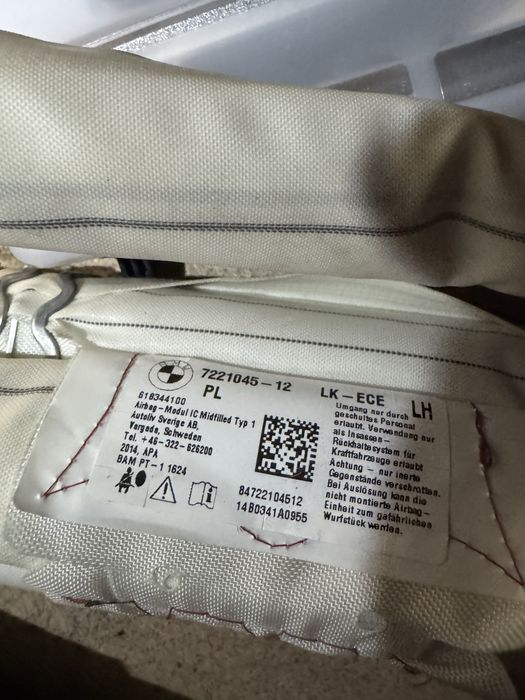 BMW
7221045-12 LK-ECE
PL LH
618344100
Airbag-Modul IC Midfilled Typ 1
Autoliv Sverige AB,
Vargada, Schweden
Tel. +46-322-626200
2014, APA
BAM PT-1 1624
84722104512
14B0341A0955
Umgang nur durch
geschultes Personal
erlaubt. Verwendung nur
als Insassen-
Rückhaltesystem für
Kraftfahrzeuge erlaubt
Achtung - nur inerte
Gegenstände verschrotten.
Bei Auslösung kann die
nicht montierte Airbag-
Einheit zum gefährlichen
Wurfstück werden.